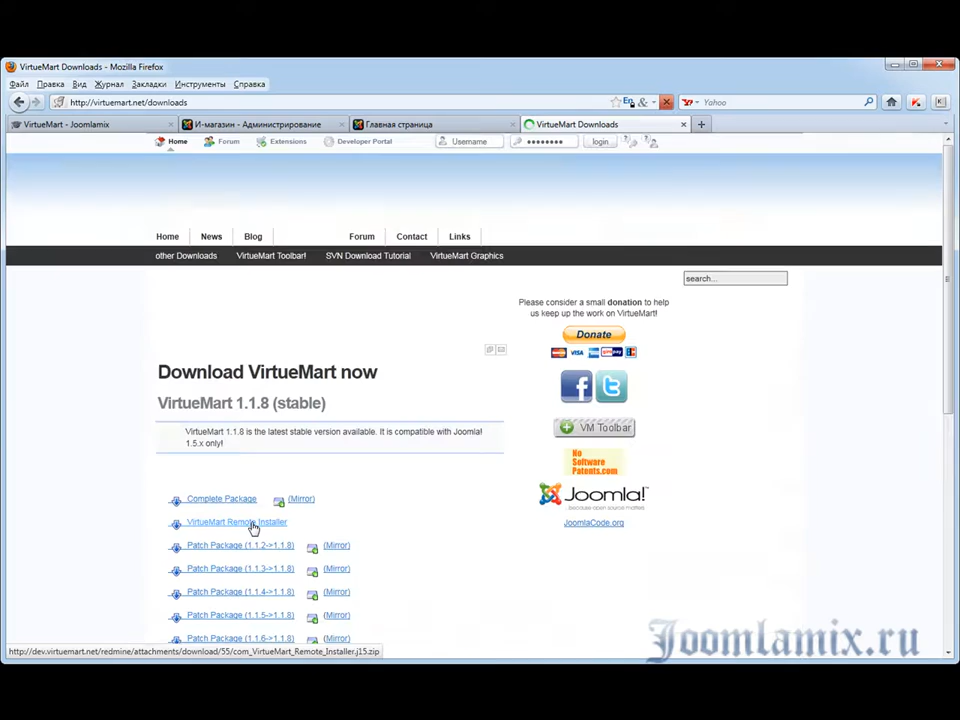 VirtueMart Downloads - Mozilla Firefox
Файл Правка Вид Журнал Закладки Инструменты Справка
http://virtuemart.net/downloads
Yahoo
VirtueMart - Joomlamix
И-магазин - Администрирование
Главная страница
VirtueMart Downloads
Home Forum Extensions Developer Portal Username login
Home News Blog Forum Contact Links
other Downloads VirtueMart Toolbar! SVN Download Tutorial VirtueMart Graphics
search...
Please consider a small donation to help
us keep up the work on VirtueMart!
Donate
VISA
VM Toolbar
No
Software
Patents.com
Joomla!
because open source matters
JoomlaCode.org
Download VirtueMart now
VirtueMart 1.1.8 (stable)
VirtueMart 1.1.8 is the latest stable version available. It is compatible with Joomla!
1.5.x only!
Complete Package (Mirror)
VirtueMart Remote Installer
Patch Package (1.1.2->1.1.8) (Mirror)
Patch Package (1.1.3->1.1.8) (Mirror)
Patch Package (1.1.4->1.1.8) (Mirror)
Patch Package (1.1.5->1.1.8) (Mirror)
Patch Package (1.1.6->1.1.8) (Mirror)
http://dev.virtuemart.net/redmine/attachments/download/55/com_VirtueMart_Remote_Installer.j15.zip
Joomlamix.ru